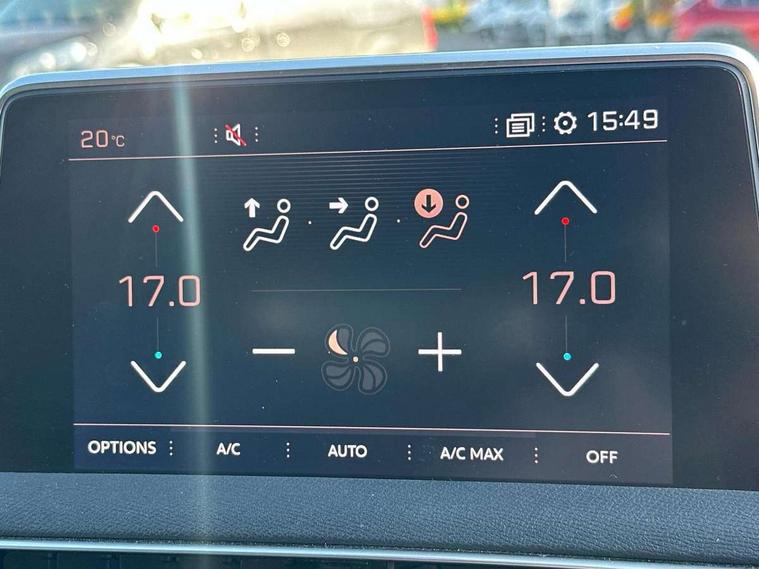 20°C 15:49
17.0 17.0
OPTIONS A/C AUTO A/C MAX OFF